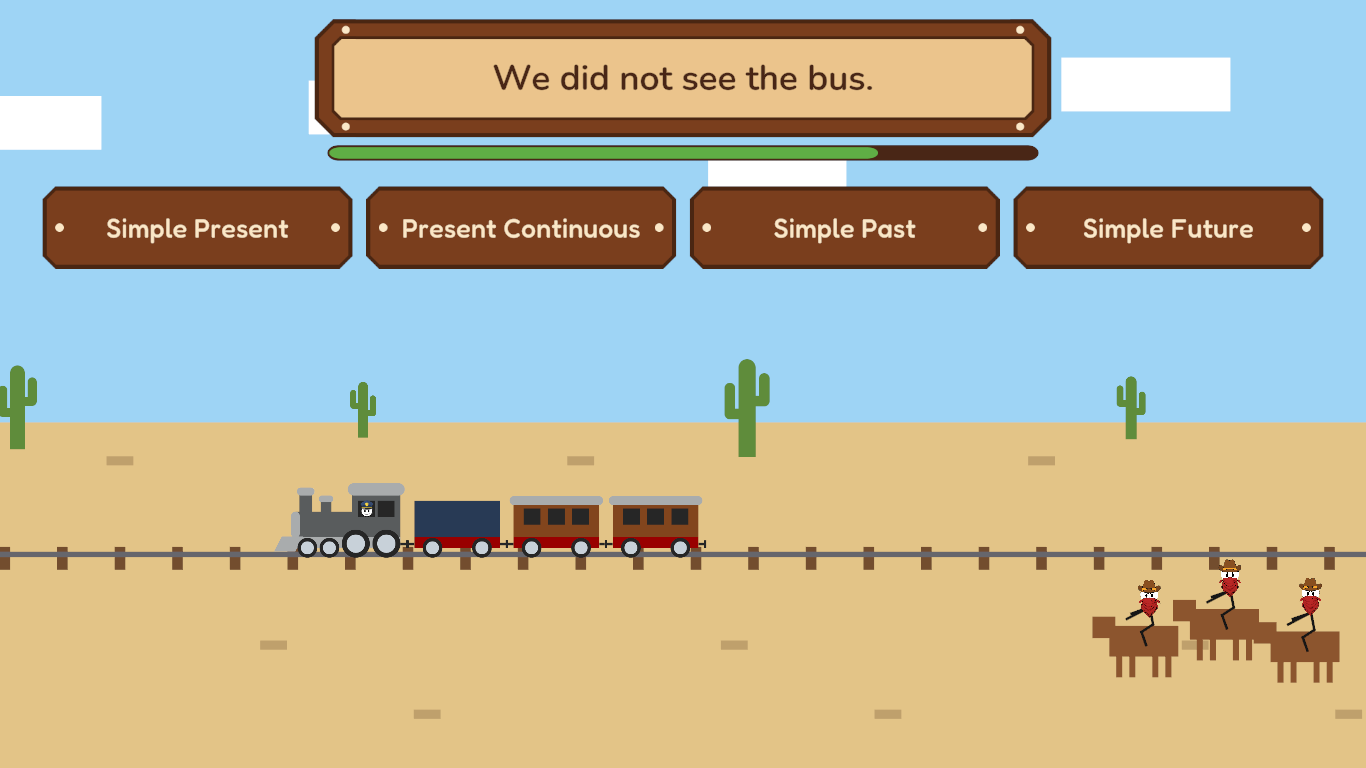 We did not see the bus.
Simple Present
Present Continuous
Simple Past
Simple Future